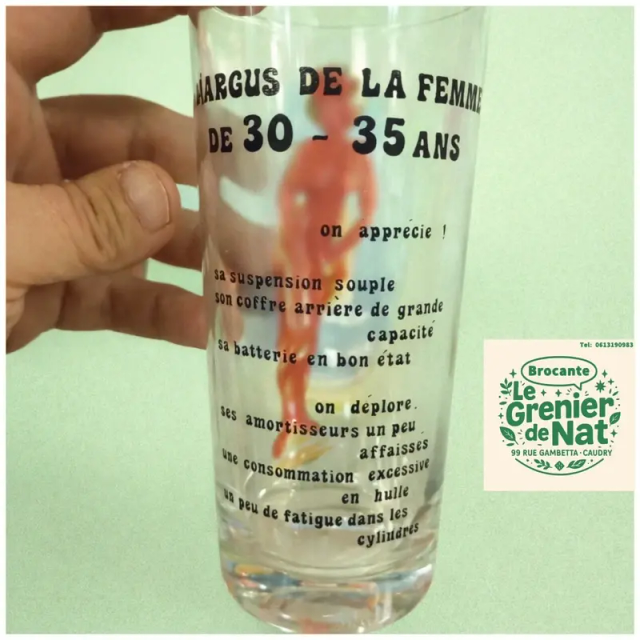 L'ARGUS DE LA FEMME
DE 30 - 35 ANS
on apprécie !
sa suspension souple
son coffre arrière de grande
capacité
sa batterie en bon état
on déplore.
ses amortisseurs un peu
affaissés
une consommation excessive
en huile
un peu de fatigue dans les
cylindres
Tel: 0613190983
Brocante
Le
Grenier
de Nat
99 RUE GAMBETTA · CAUDRY